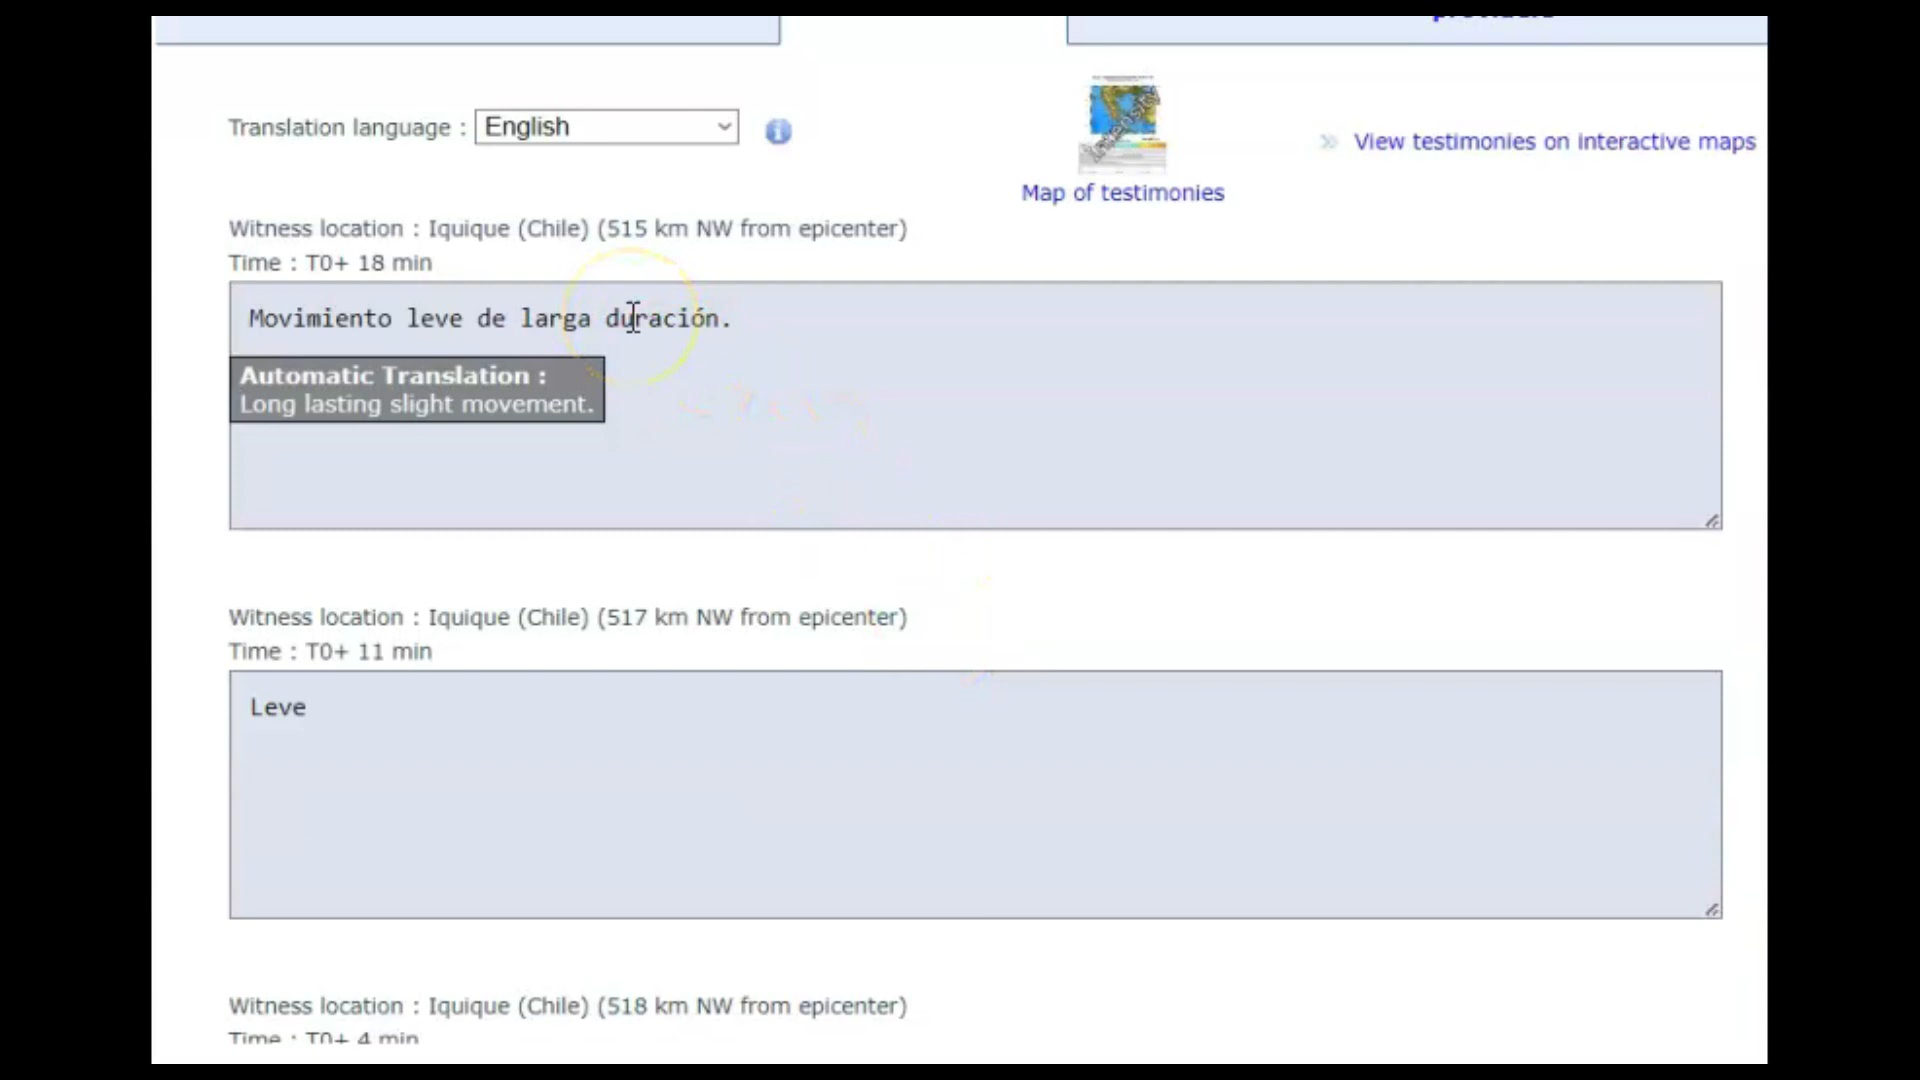 Translation language : English
Map of testimonies
View testimonies on interactive maps
Witness location : Iquique (Chile) (515 km NW from epicenter)
Time : T0+ 18 min
Movimiento leve de larga duración.
Automatic Translation :
Long lasting slight movement.
Witness location : Iquique (Chile) (517 km NW from epicenter)
Time : T0+ 11 min
Leve
Witness location : Iquique (Chile) (518 km NW from epicenter)
Time : T0+ 4 min